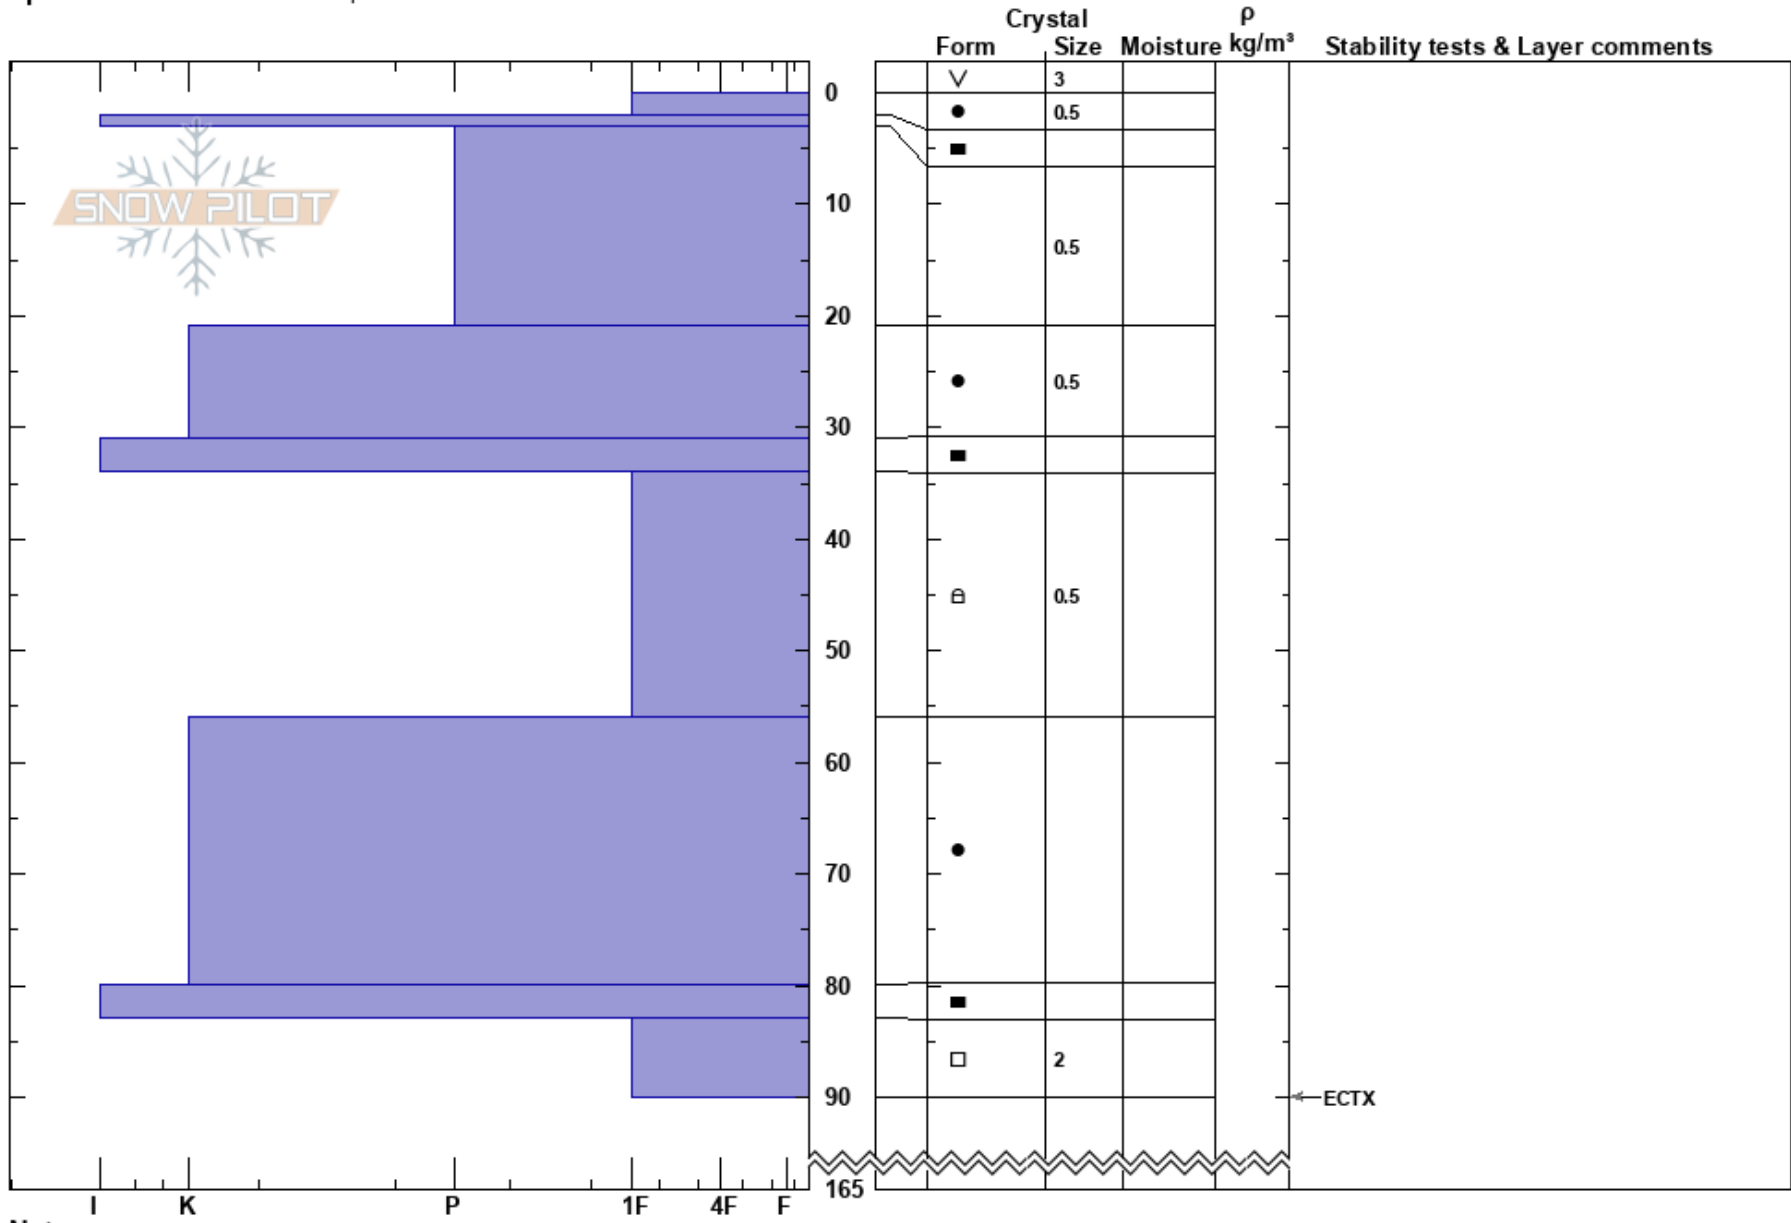 Crystal
ρ
Form Size Moisture kg/m³ Stability tests & Layer comments
3
0
0.5
SNOW PILOT
10
0.5
20
0.5
30
40
0.5
50
60
70
80
2
90 ECTX
165
I K P 1F 4F F